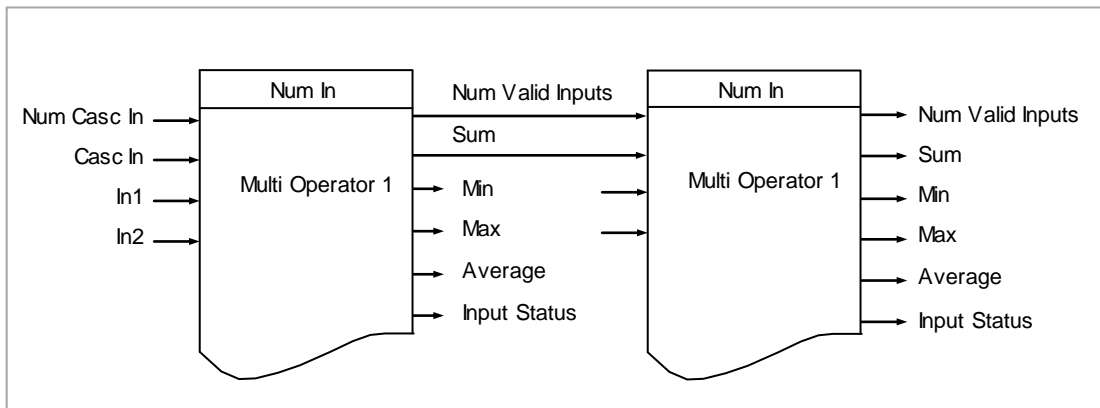 Num In
Num Casc In
Casc In
In1
In2
Multi Operator 1
Num Valid Inputs
Sum
Min
Max
Average
Input Status
Num In
Multi Operator 1
Num Valid Inputs
Sum
Min
Max
Average
Input Status